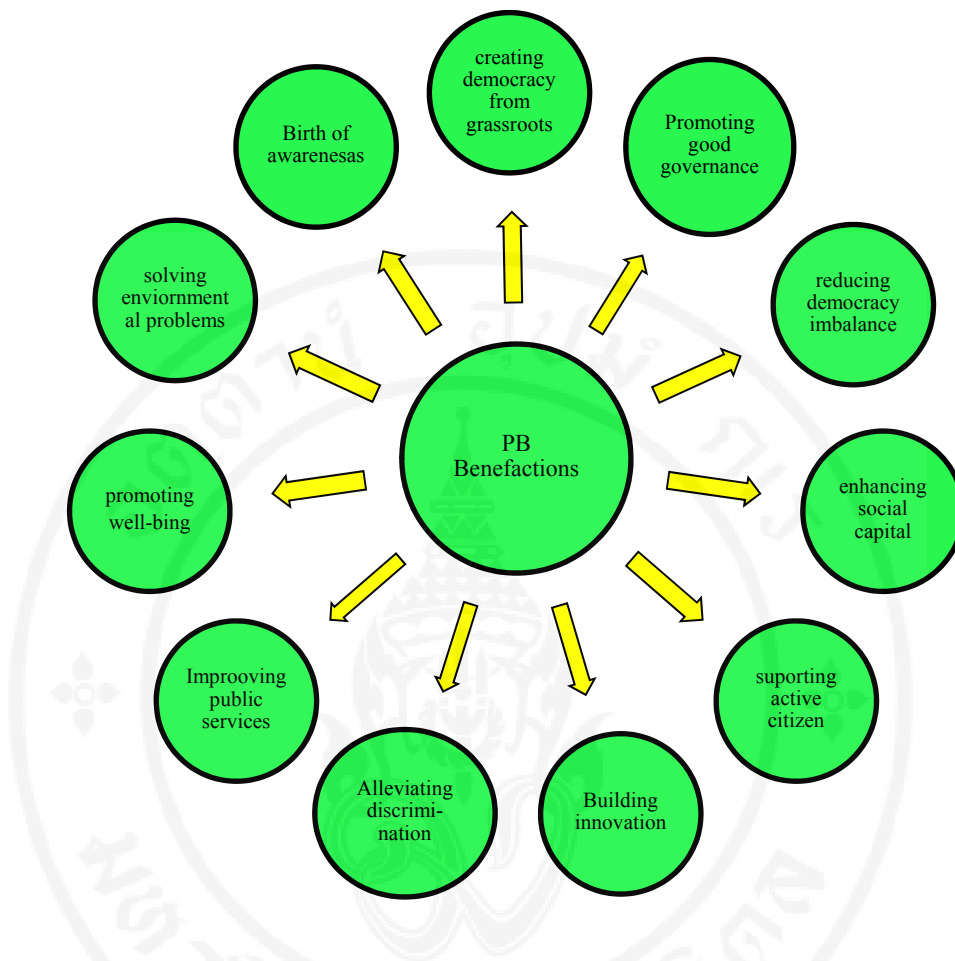 creating
democracy
from
grassroots
Promoting
good
governance
reducing
democracy
imbalance
enhancing
social
capital
suporting
active
citizen
Building
innovation
Alleviating
discrimi-
nation
Improoving
public
services
promoting
well-bing
solving
enviornment
al problems
Birth of
awarenesas
PB
Benefactions